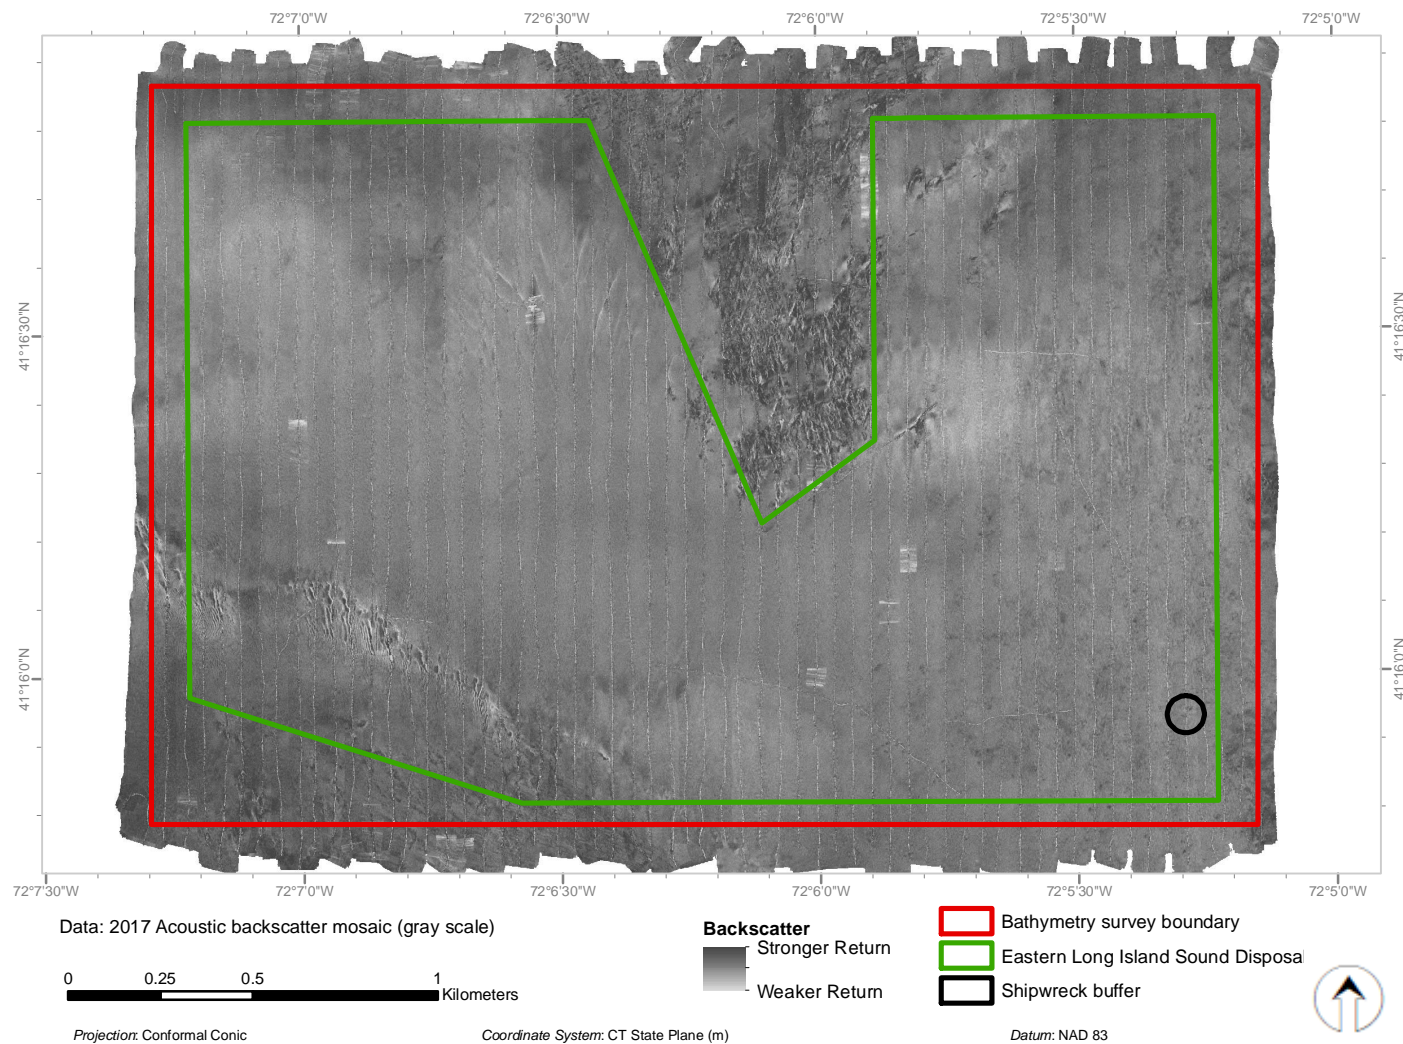 72°7'0"W 72°6'30"W 72°6'0"W 72°5'30"W 72°5'0"W
41°16'30"N 41°16'30"N
41°16'0"N 41°16'0"N
72°7'30"W 72°7'0"W 72°6'30"W 72°6'0"W 72°5'30"W 72°5'0"W
Data: 2017 Acoustic backscatter mosaic (gray scale)
0 0.25 0.5 1
Kilometers
Backscatter
Stronger Return
Weaker Return
Bathymetry survey boundary
Eastern Long Island Sound Disposal
Shipwreck buffer
Projection: Conformal Conic Coordinate System: CT State Plane (m) Datum: NAD 83